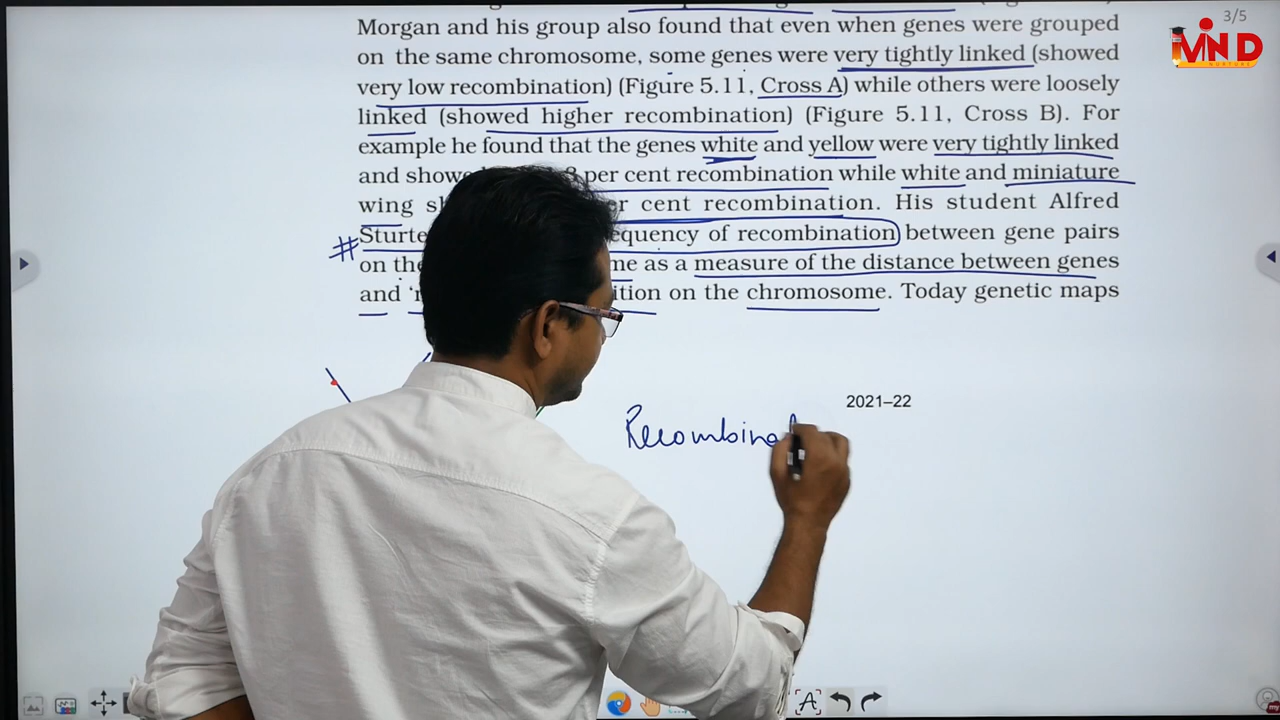 3/5
MIND
NURTURE
Morgan and his group also found that even when genes were grouped
on the same chromosome, some genes were very tightly linked (showed
very low recombination) (Figure 5.11, Cross A) while others were loosely
linked (showed higher recombination) (Figure 5.11, Cross B). For
example he found that the genes white and yellow were very tightly linked
and show per cent recombination while white and miniature
wing cent recombination. His student Alfred
# Sturte equency of recombination between gene pairs
on the me as a measure of the distance between genes
and ition on the chromosome. Today genetic maps
2021–22
Recombina